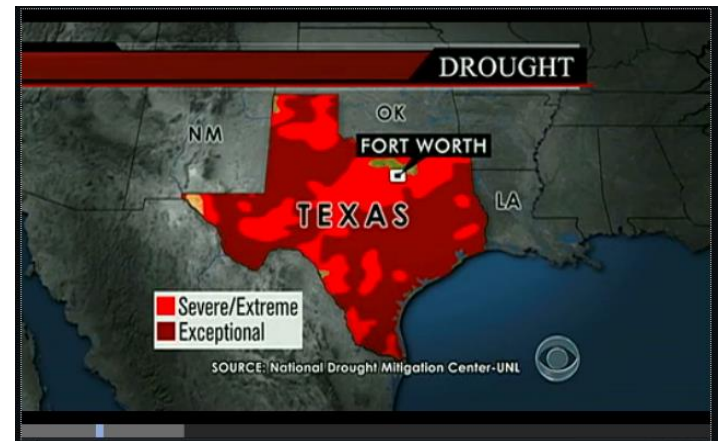 DROUGHT
OK
NM
FORT WORTH
TEXAS
LA
Severe/Extreme
Exceptional
SOURCE: National Drought Mitigation Center-UNL